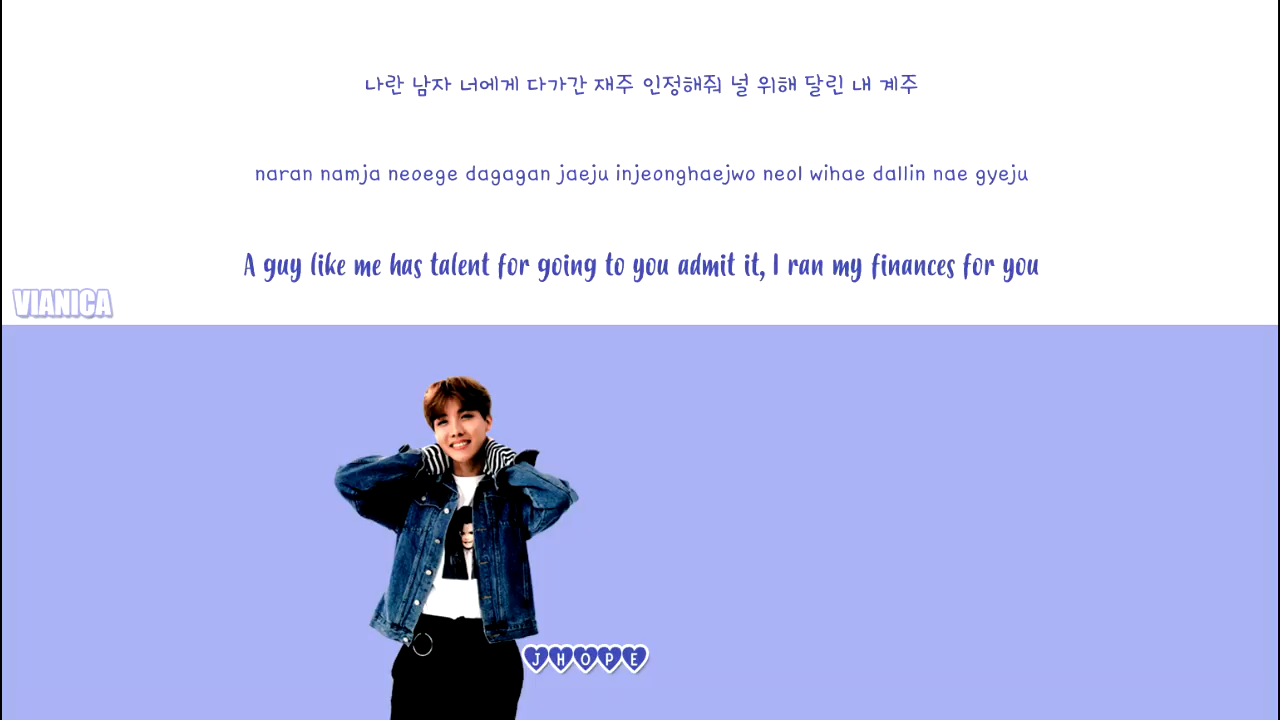 나란 남자 너에게 다가간 재주 인정해줘 널 위해 달린 내 계주
naran namja neoege dagagan jaeju injeonghaejwo neol wihae dallin nae gyeju
A guy like me has talent for going to you admit it, I ran my finances for you
VIANICA
JHOPE